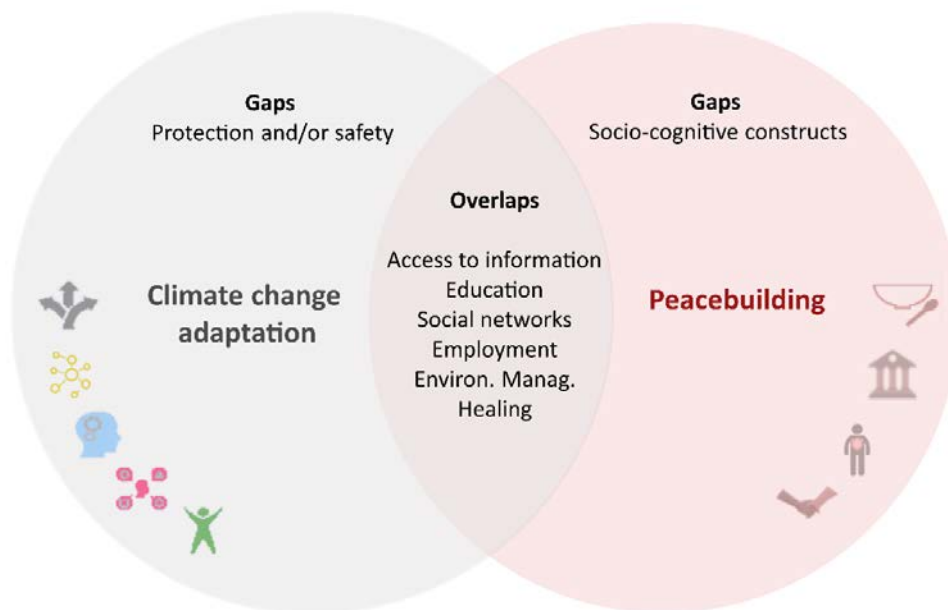 Gaps
Protection and/or safety
Climate change
adaptation
Overlaps
Access to information
Education
Social networks
Employment
Environ. Manag.
Healing
Gaps
Socio-cognitive constructs
Peacebuilding